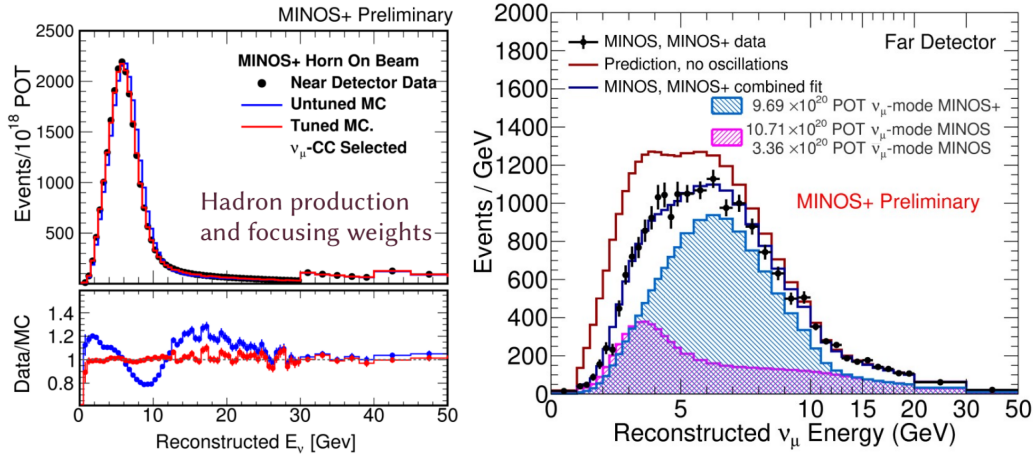 MINOS+ Preliminary
2500
2000
1500
1000
500
Events/10¹⁸ POT
MINOS+ Horn On Beam
Near Detector Data
Untuned MC
Tuned MC.
νμ-CC Selected
Hadron production
and focusing weights
1.4
1.2
1
0.8
Data/MC
0 10 20 30 40 50
Reconstructed Eν [Gev]
2000
1800
1600
1400
1200
1000
800
600
400
200
0
Events / GeV
MINOS, MINOS+ data
Far Detector
Prediction, no oscillations
MINOS, MINOS+ combined fit
9.69 ×10²⁰ POT νμ-mode MINOS+
10.71×10²⁰ POT νμ-mode MINOS
3.36 ×10²⁰ POT νμ-mode MINOS
MINOS+ Preliminary
0 5 10 15 20 30 50
Reconstructed νμ Energy (GeV)